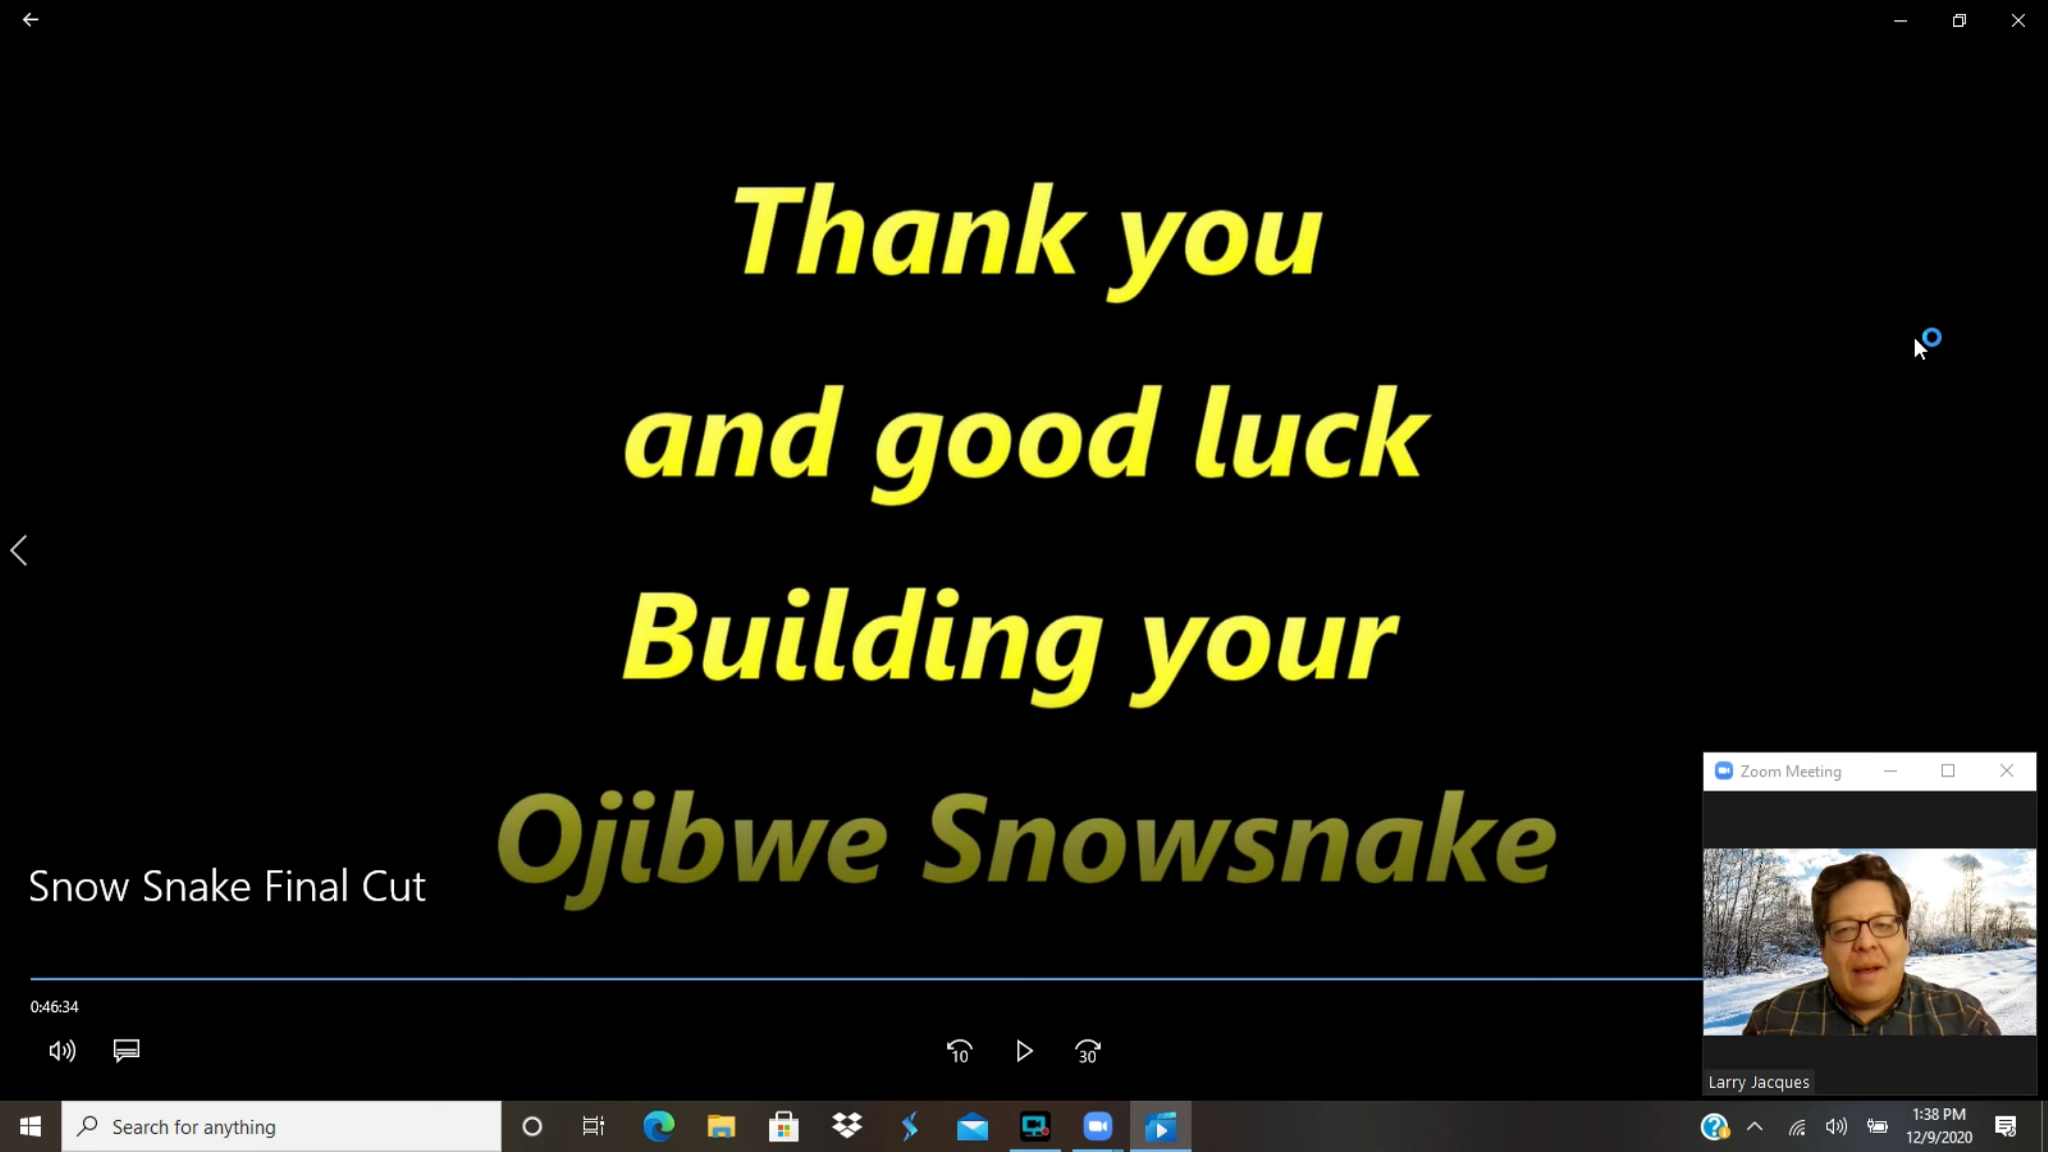 Thank you
and good luck
Building your
Ojibwe Snowsnake
Snow Snake Final Cut
0:46:34
10
30
Zoom Meeting
Larry Jacques
Search for anything
1:38 PM
12/9/2020